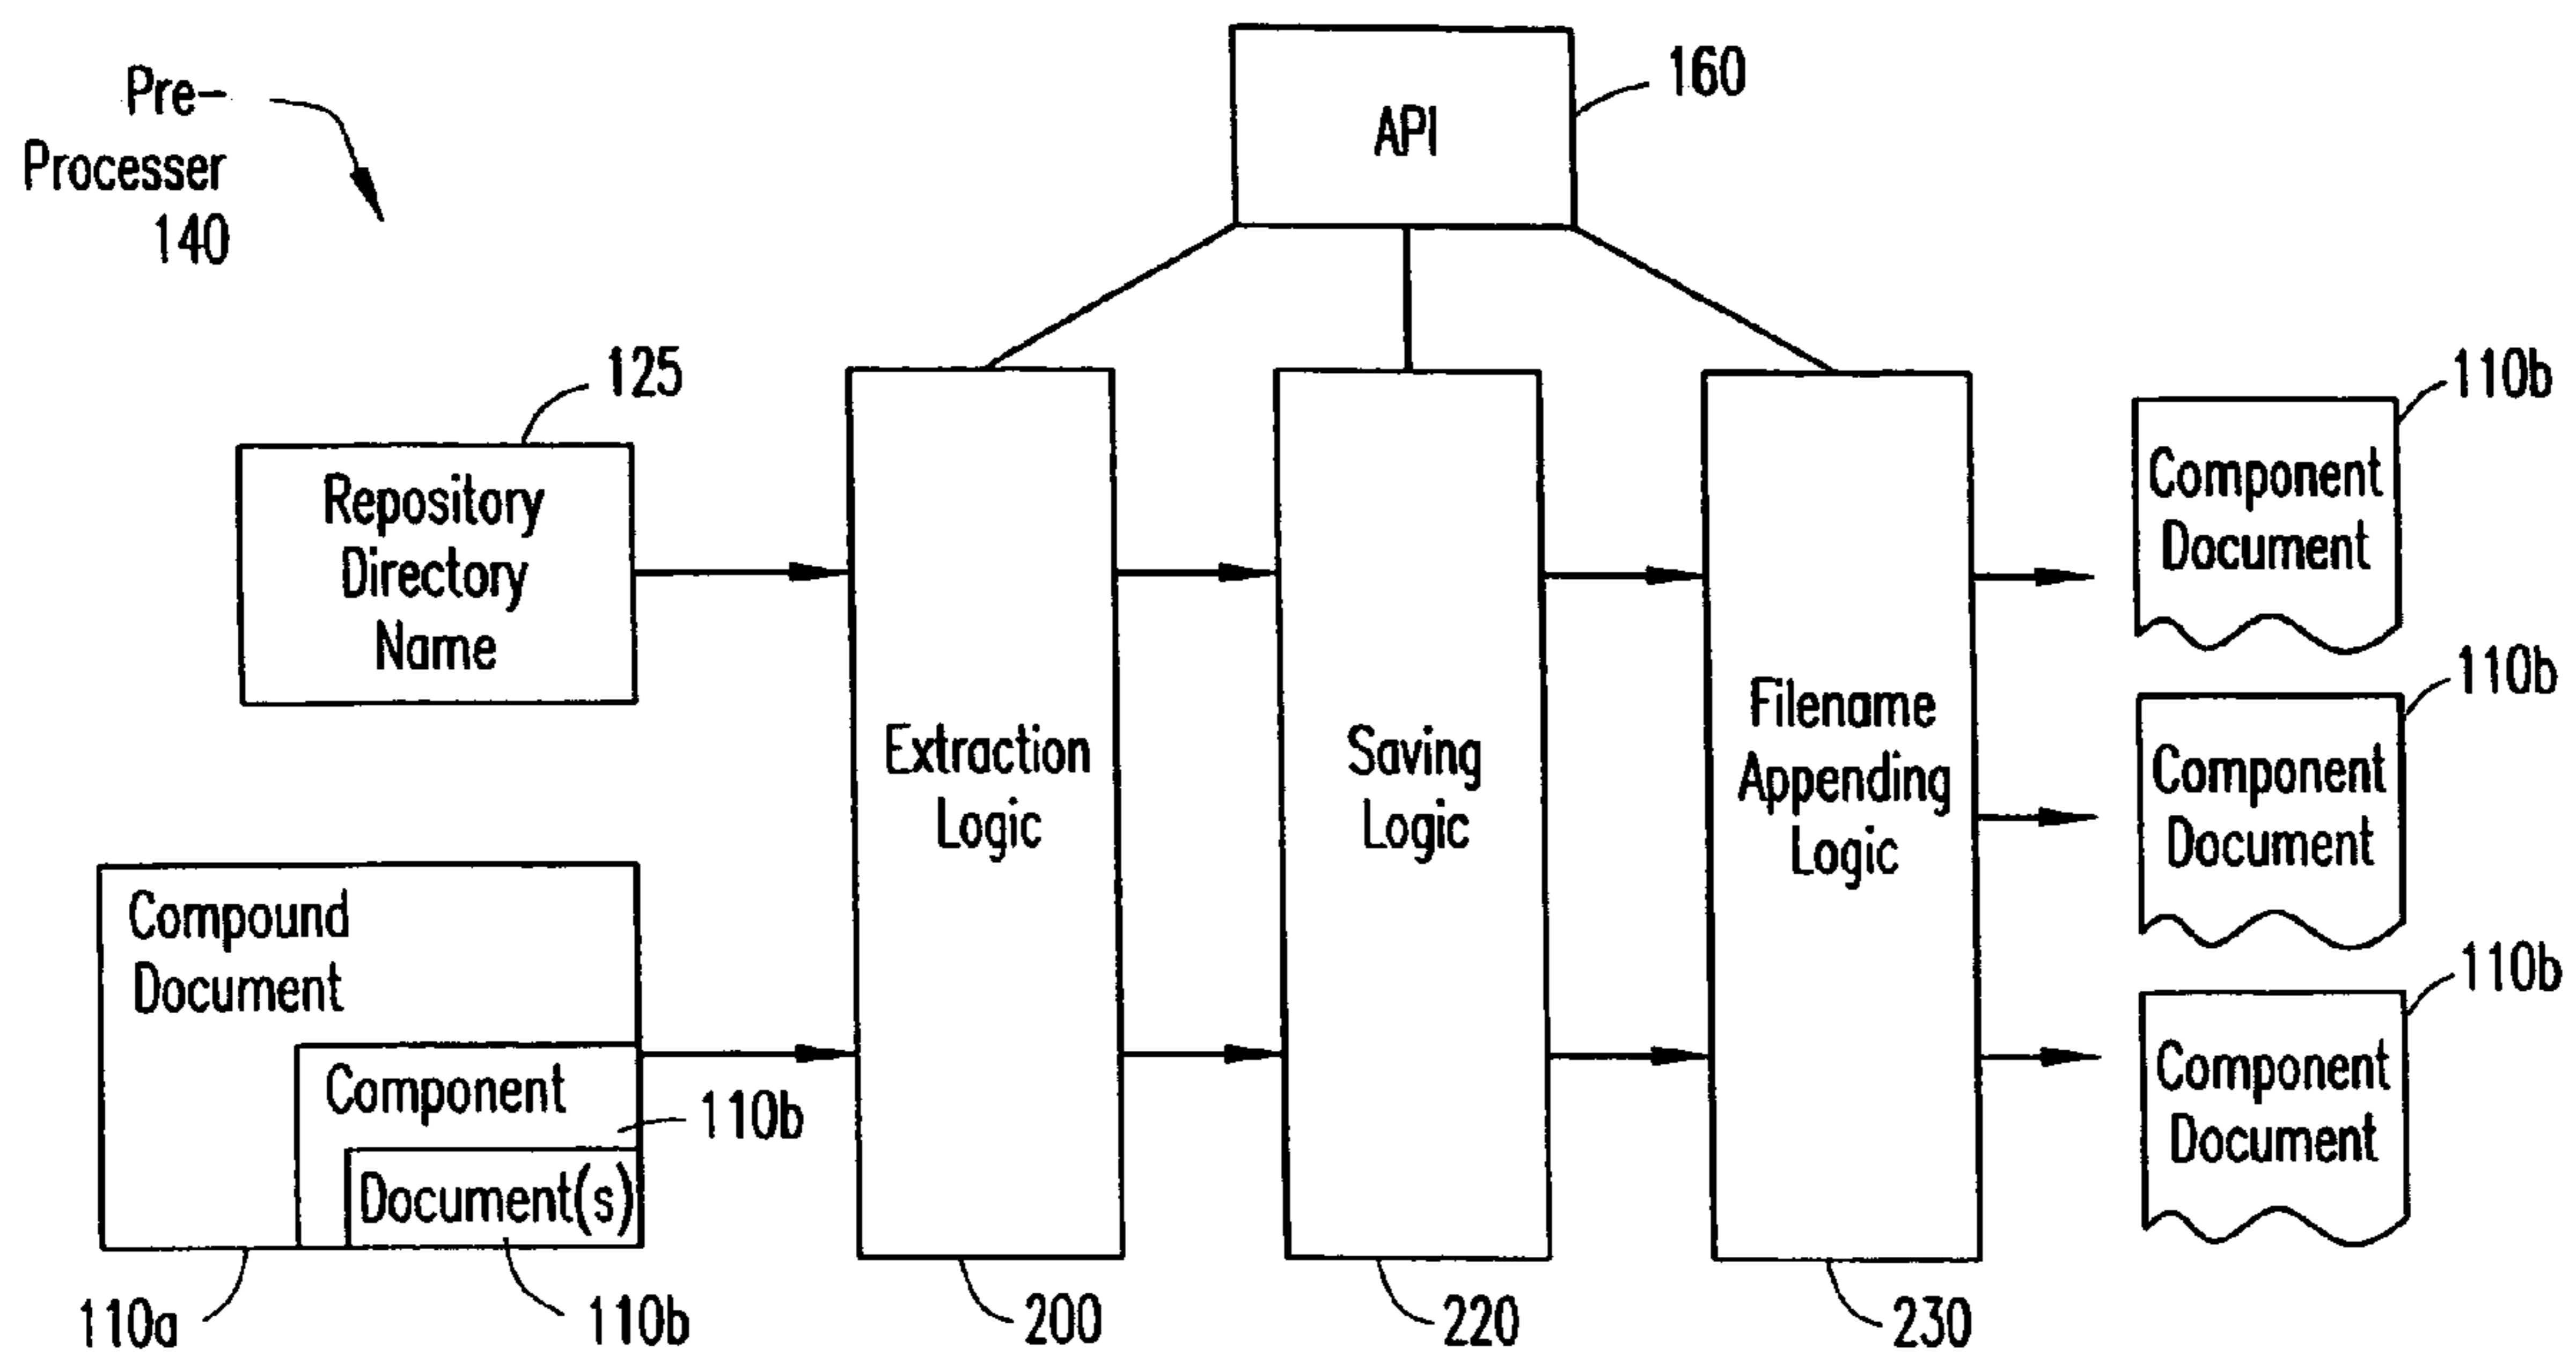 Pre-
Processer
140
API
160
125
Repository
Directory
Name
Compound
Document
Component
110b
Document(s)
110a
110b
Extraction
Logic
200
Saving
Logic
220
Filename
Appending
Logic
230
110b
Component
Document
110b
Component
Document
110b
Component
Document